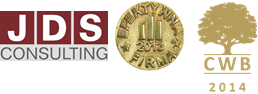 JDS
CONSULTING
EFEKTYWNA
2013
FIRMA
CWB
2014